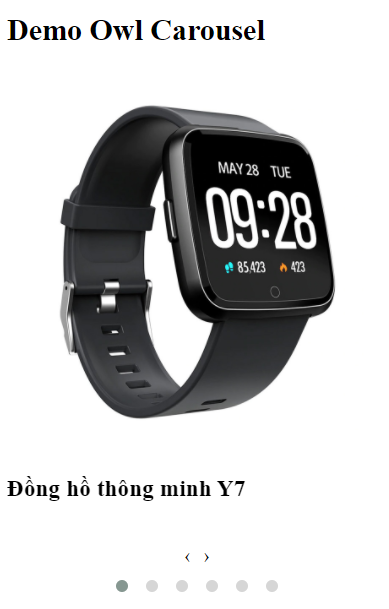 Demo Owl Carousel
MAY 28 TUE
09:28
85,423 423
Đồng hồ thông minh Y7
‹ ›